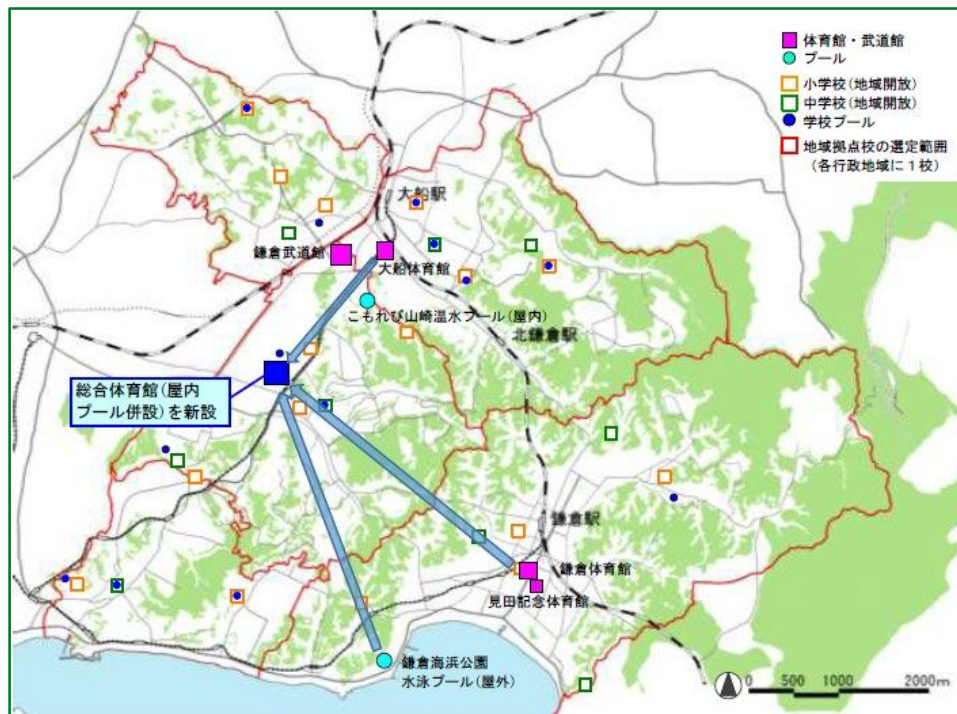 体育館・武道館
プール
小学校(地域開放)
中学校(地域開放)
学校プール
地域拠点校の選定範囲
(各行政地域に1校)
大船駅
鎌倉武道館
大船体育館
こもれび山崎温水プール(屋内)
北鎌倉駅
総合体育館(屋内
プール併設)を新設
鎌倉駅
鎌倉体育館
見田記念体育館
鎌倉海浜公園
水泳プール(屋外)
0 500 1000 2000m